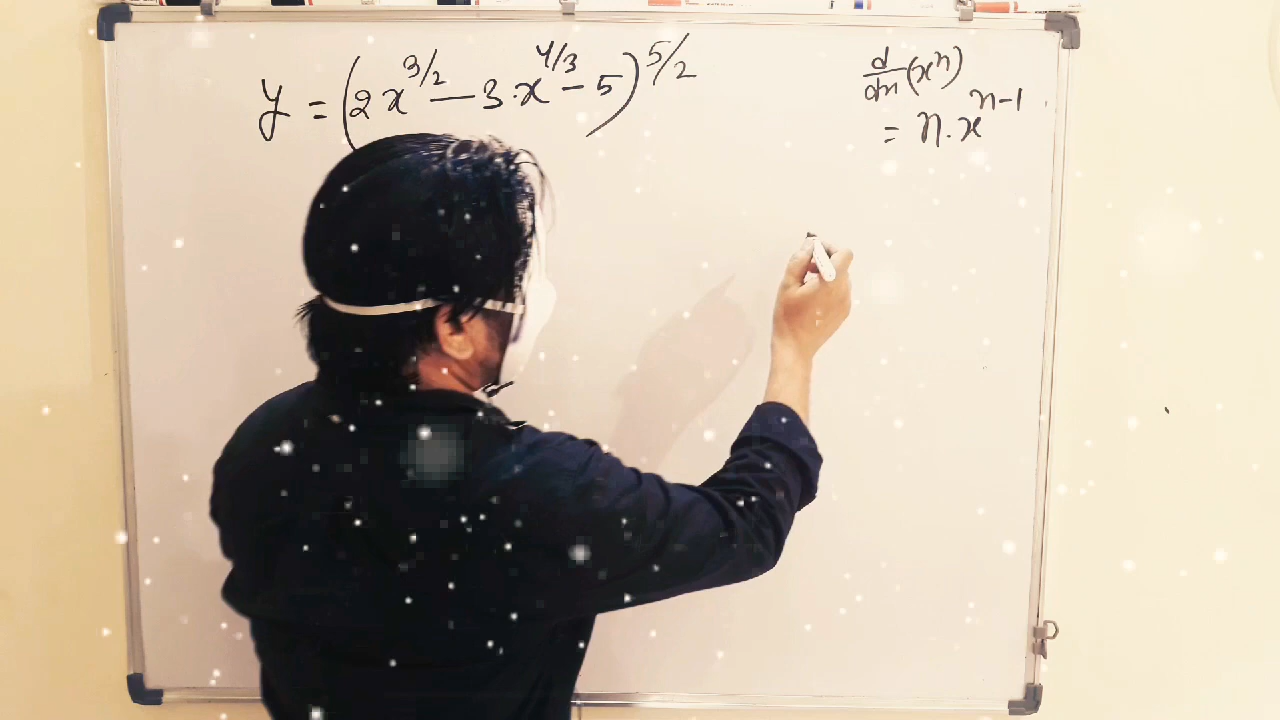 y = (2x^{3/2} - 3.x^{4/3} - 5)^{5/2}
d/dx (x^n)
= n.x^{n-1}